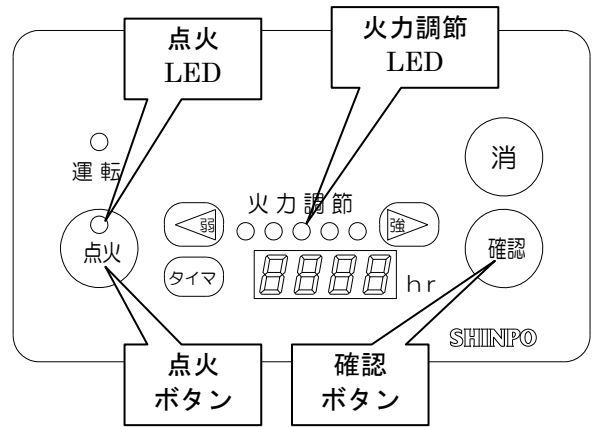 点火
LED
火力調節
LED
運転
消
火力調節
弱
強
点火
確認
タイマ
8888
hr
SHINPO
点火
ボタン
確認
ボタン